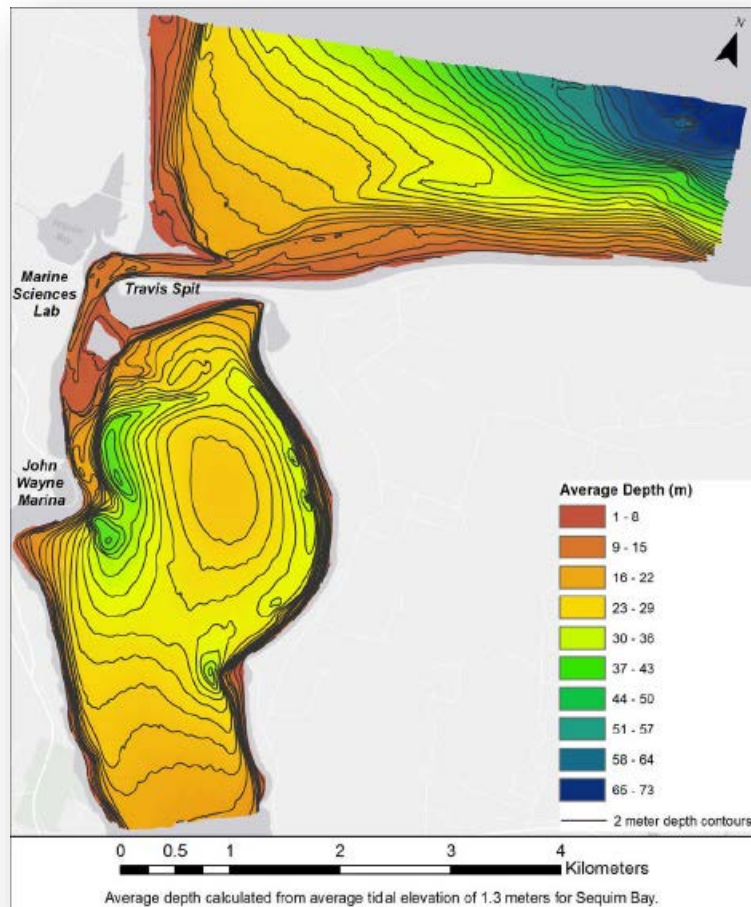 N
Marine
Sciences
Lab
Travis Spit
John
Wayne
Marina
Average Depth (m)
1 - 8
9 - 15
16 - 22
23 - 29
30 - 36
37 - 43
44 - 50
51 - 57
58 - 64
65 - 73
2 meter depth contours
0 0.5 1 2 3 4
Kilometers
Average depth calculated from average tidal elevation of 1.3 meters for Sequim Bay.